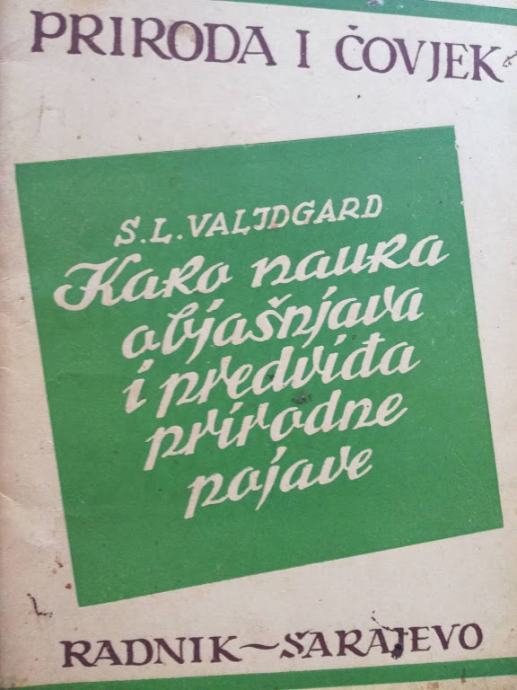 PRIRODA I ČOVJEK
S.L. VALJDGARD
Kako nauka
objašnjava
i predviđa
prirodne
pojave
RADNIK-SARAJEVO